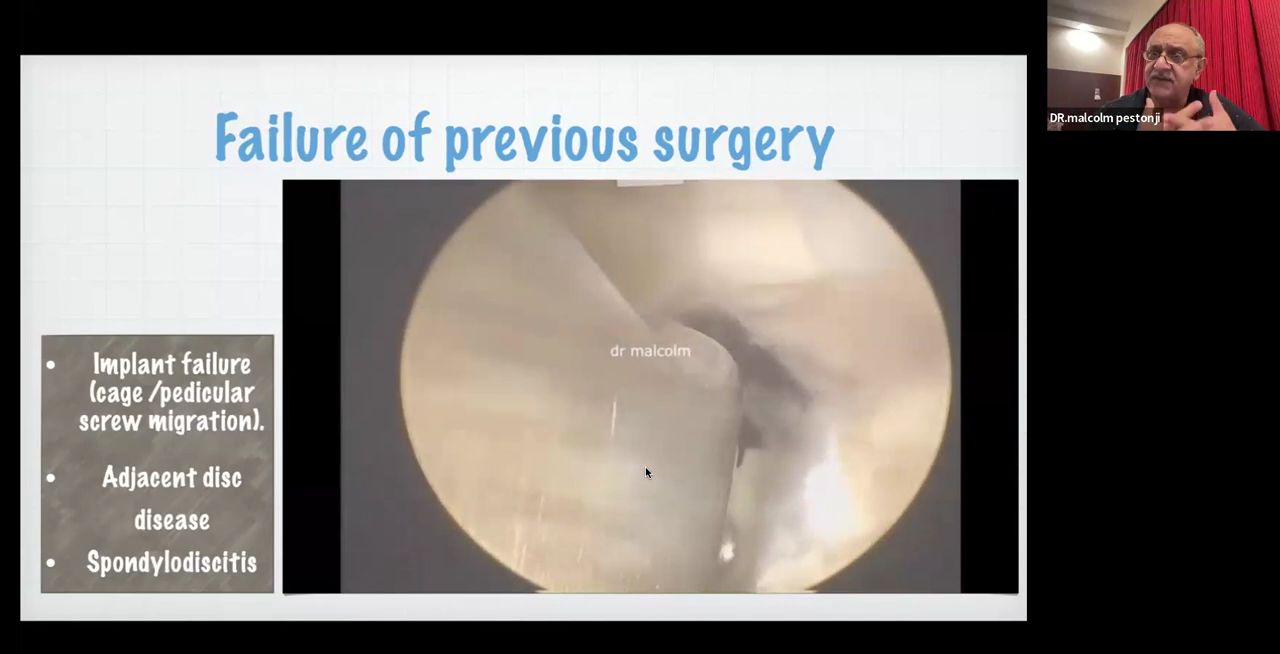 DR.malcolm pestonji
Failure of previous surgery
dr malcolm
• Implant failure
(cage /pedicular
screw migration).
• Adjacent disc
disease
• Spondylodiscitis